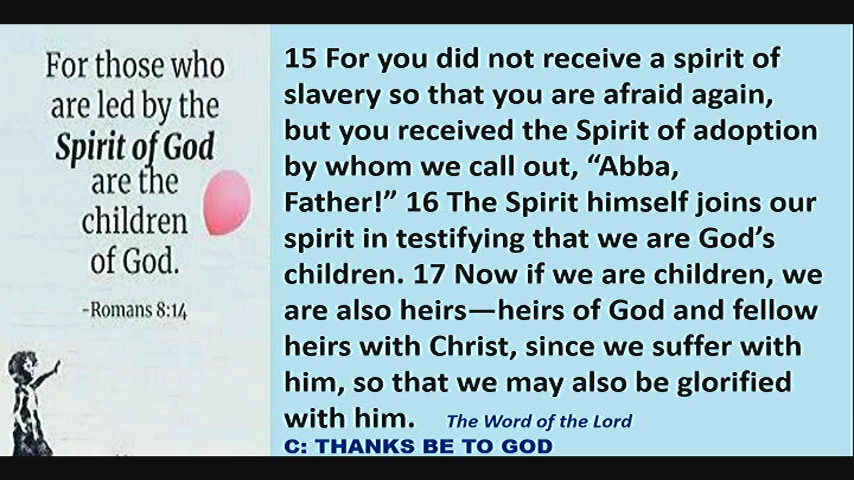 For those who
are led by the
Spirit of God
are the
children
of God.
-Romans 8:14
15 For you did not receive a spirit of
slavery so that you are afraid again,
but you received the Spirit of adoption
by whom we call out, “Abba,
Father!” 16 The Spirit himself joins our
spirit in testifying that we are God’s
children. 17 Now if we are children, we
are also heirs—heirs of God and fellow
heirs with Christ, since we suffer with
him, so that we may also be glorified
with him. The Word of the Lord
C: THANKS BE TO GOD